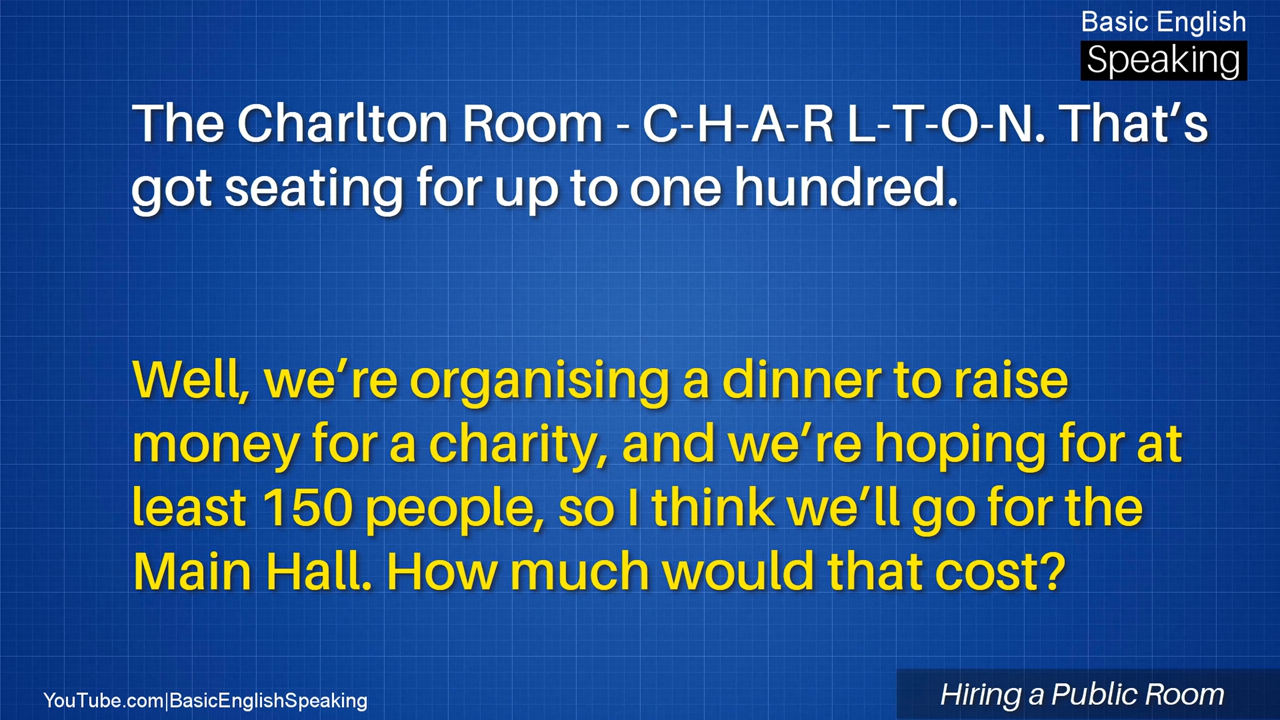 Basic English
Speaking
The Charlton Room - C-H-A-R L-T-O-N. That’s
got seating for up to one hundred.
Well, we’re organising a dinner to raise
money for a charity, and we’re hoping for at
least 150 people, so I think we’ll go for the
Main Hall. How much would that cost?
YouTube.com|BasicEnglishSpeaking
Hiring a Public Room